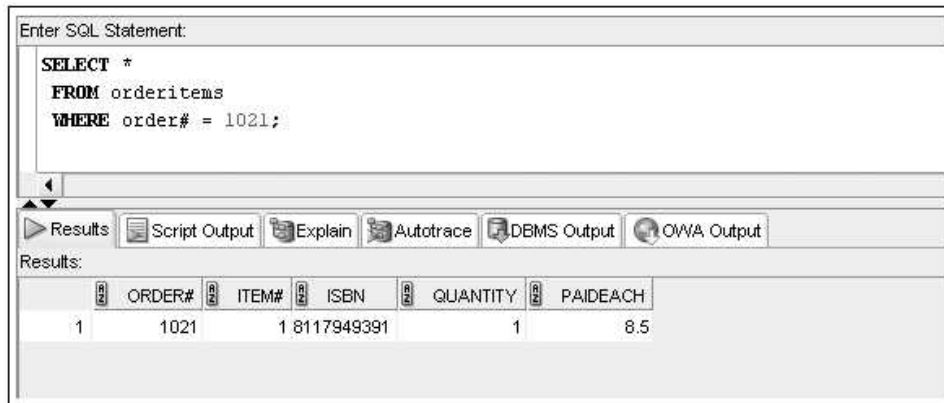 Enter SQL Statement:
SELECT *
FROM orderitems
WHERE order# = 1021;
Results Script Output Explain Autotrace DBMS Output OWA Output
Results:
ORDER# ITEM# ISBN QUANTITY PAIDEACH
1 1021 1 8117949391 1 8.5